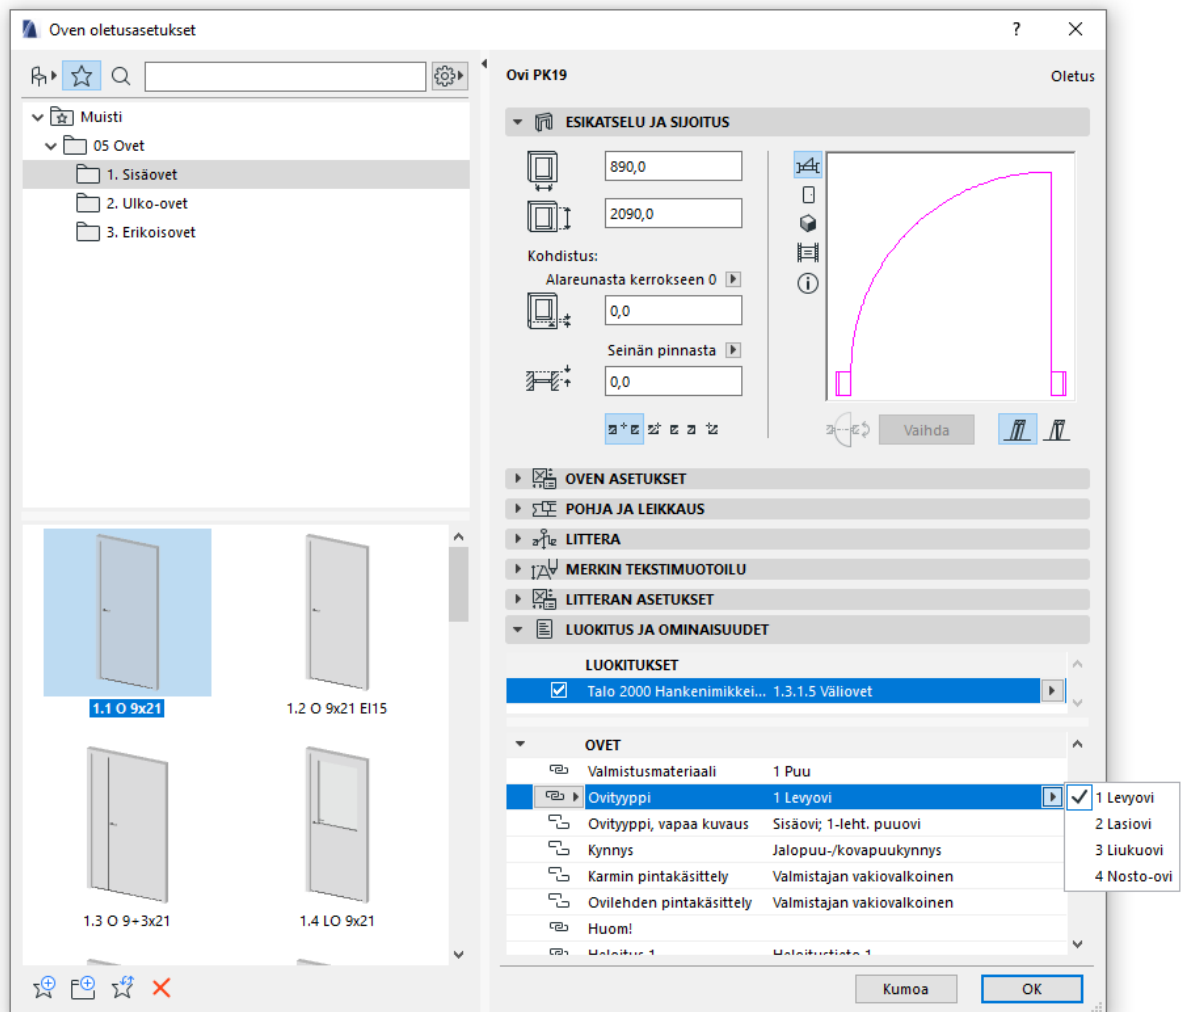 Oven oletusasetukset
?
Muisti
05 Ovet
1. Sisäovet
2. Ulko-ovet
3. Erikoisovet
1.1 O 9x21
1.2 O 9x21 EI15
1.3 O 9+3x21
1.4 LO 9x21
Ovi PK19
Oletus
ESIKATSELU JA SIJOITUS
890,0
2090,0
Kohdistus:
Alareunasta kerrokseen 0
0,0
Seinän pinnasta
0,0
Vaihda
OVEN ASETUKSET
POHJA JA LEIKKAUS
LITTERA
MERKIN TEKSTIMUOTOILU
LITTERAN ASETUKSET
LUOKITUS JA OMINAISUUDET
LUOKITUKSET
Talo 2000 Hankenimikkei... 1.3.1.5 Väliovet
OVET
Valmistusmateriaali 1 Puu
Ovityyppi 1 Levyovi
Ovityyppi, vapaa kuvaus Sisäovi; 1-leht. puuovi
Kynnys Jalopuu-/kovapuukynnys
Karmin pintakäsittely Valmistajan vakiovalkoinen
Ovilehden pintakäsittely Valmistajan vakiovalkoinen
Huom!
Heloitus 1 Heloitustieto 1
1 Levyovi
2 Lasiovi
3 Liukuovi
4 Nosto-ovi
Kumoa
OK